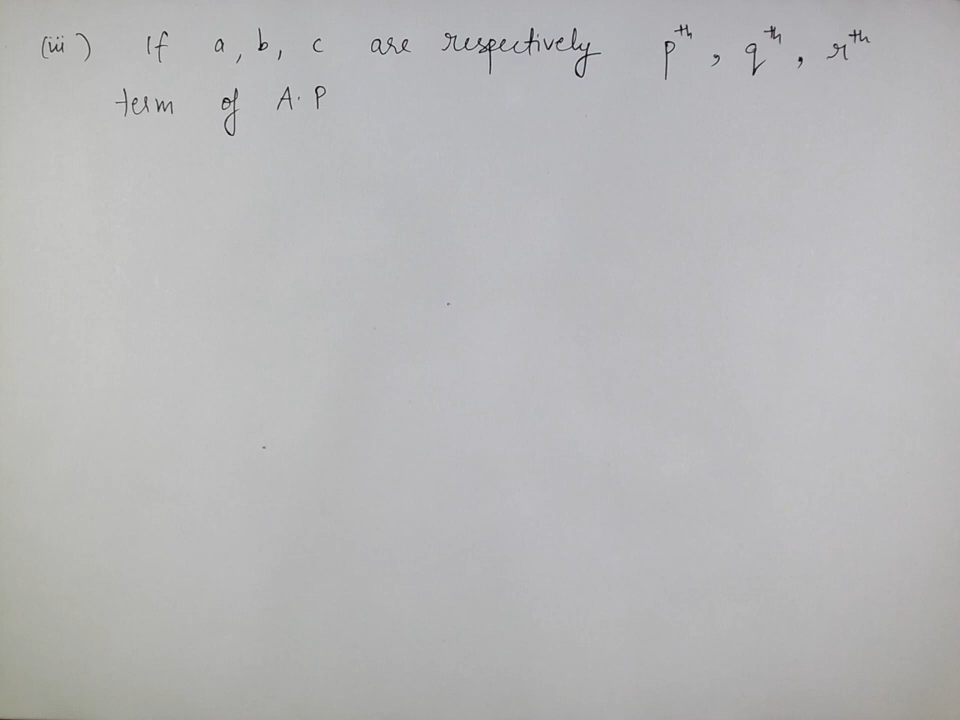 (iii) If a, b, c are respectively pᵗʰ, qᵗʰ, rᵗʰ
term of A.P